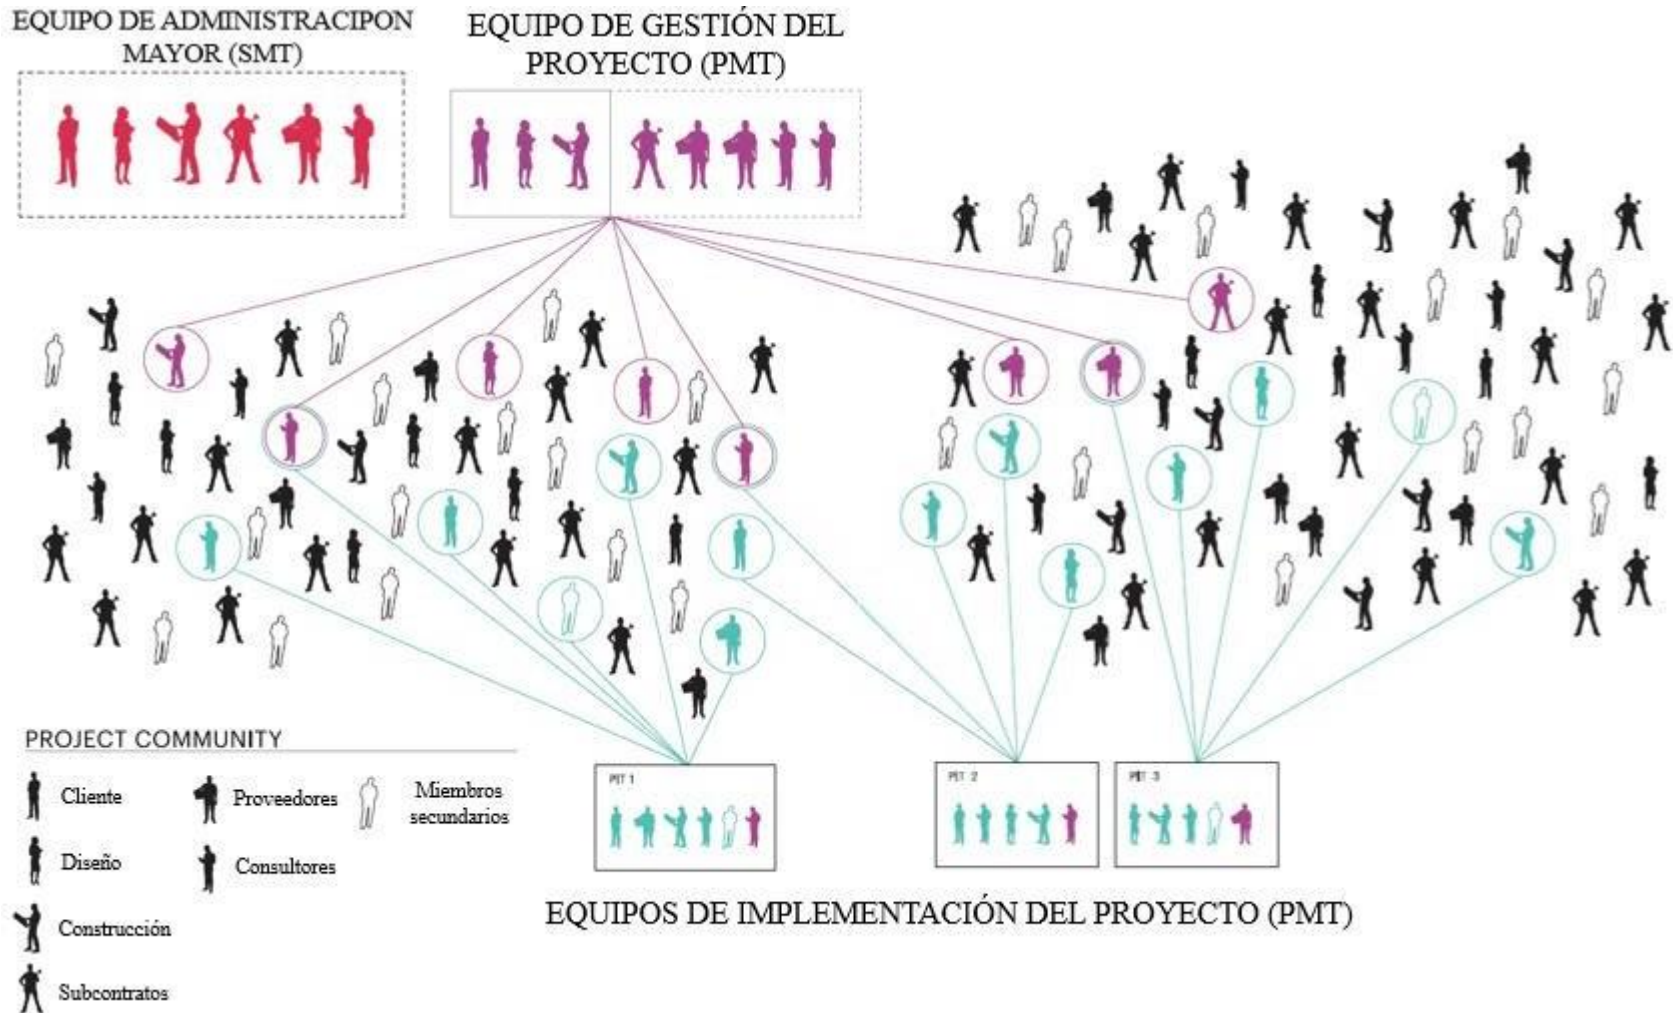 EQUIPO DE ADMINISTRACIPON
MAYOR (SMT)
EQUIPO DE GESTIÓN DEL
PROYECTO (PMT)
PROJECT COMMUNITY
Cliente
Diseño
Construcción
Subcontratos
Proveedores
Consultores
Miembros
secundarios
PIT 1
PIT 2
PIT 3
EQUIPOS DE IMPLEMENTACIÓN DEL PROYECTO (PMT)